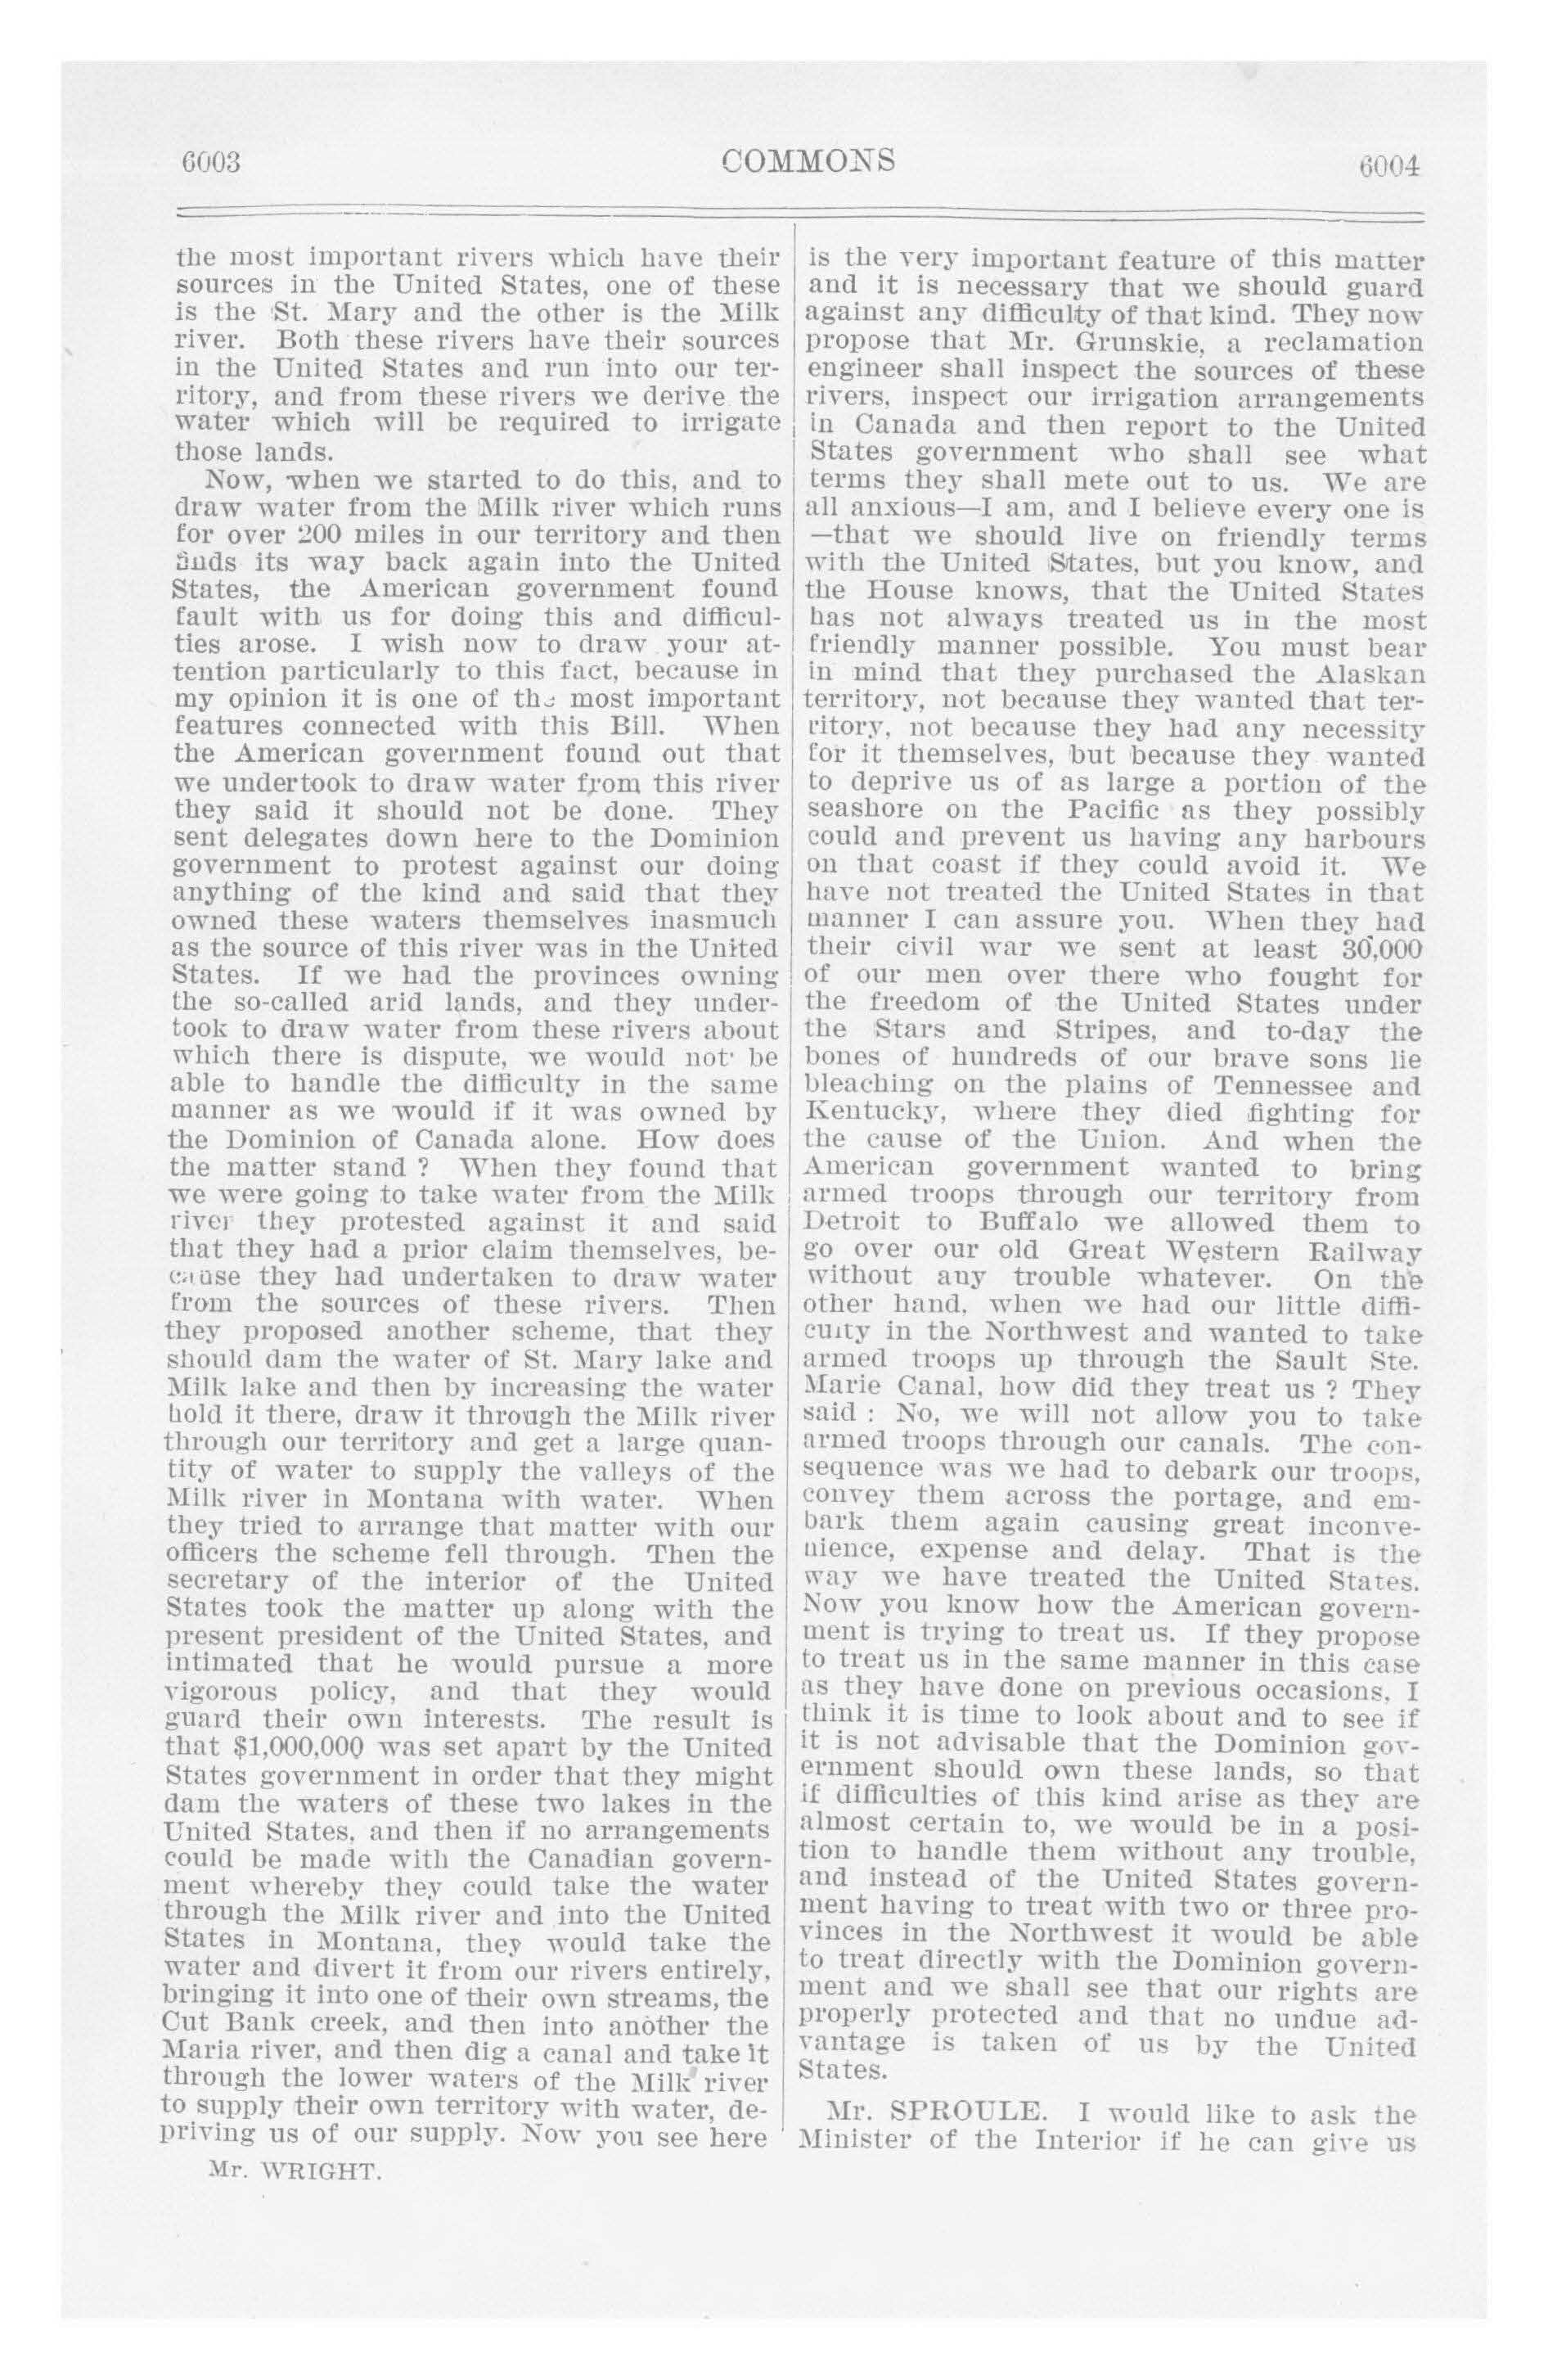 6003
COMMONS
6004
the most important rivers which have their
sources in the United States, one of these
is the St. Mary and the other is the Milk
river. Both these rivers have their sources
in the United States and run into our ter-
ritory, and from these rivers we derive the
water which will be required to irrigate
those lands.
Now, when we started to do this, and to
draw water from the Milk river which runs
for over 200 miles in our territory and then
finds its way back again into the United
States, the American government found
fault with us for doing this and difficul-
ties arose. I wish now to draw your at-
tention particularly to this fact, because in
my opinion it is one of the most important
features connected with this Bill. When
the American government found out that
we undertook to draw water from this river
they said it should not be done. They
sent delegates down here to the Dominion
government to protest against our doing
anything of the kind and said that they
owned these waters themselves inasmuch
as the source of this river was in the United
States. If we had the provinces owning
the so-called arid lands, and they under-
took to draw water from these rivers about
which there is dispute, we would not be
able to handle the difficulty in the same
manner as we would if it was owned by
the Dominion of Canada alone. How does
the matter stand ? When they found that
we were going to take water from the Milk
river they protested against it and said
that they had a prior claim themselves, be-
cause they had undertaken to draw water
from the sources of these rivers. Then
they proposed another scheme, that they
should dam the water of St. Mary lake and
Milk lake and then by increasing the water
hold it there, draw it through the Milk river
through our territory and get a large quan-
tity of water to supply the valleys of the
Milk river in Montana with water. When
they tried to arrange that matter with our
officers the scheme fell through. Then the
secretary of the interior of the United
States took the matter up along with the
present president of the United States, and
intimated that he would pursue a more
vigorous policy, and that they would
guard their own interests. The result is
that $1,000,000 was set apart by the United
States government in order that they might
dam the waters of these two lakes in the
United States, and then if no arrangements
could be made with the Canadian govern-
ment whereby they could take the water
through the Milk river and into the United
States in Montana, they would take the
water and divert it from our rivers entirely,
bringing it into one of their own streams, the
Cut Bank creek, and then into another the
Maria river, and then dig a canal and take it
through the lower waters of the Milk river
to supply their own territory with water, de-
priving us of our supply. Now you see here
Mr. WRIGHT.
is the very important feature of this matter
and it is necessary that we should guard
against any difficulty of that kind. They now
propose that Mr. Grunskie, a reclamation
engineer shall inspect the sources of these
rivers, inspect our irrigation arrangements
in Canada and then report to the United
States government who shall see what
terms they shall mete out to us. We are
all anxious—I am, and I believe every one is
—that we should live on friendly terms
with the United States, but you know, and
the House knows, that the United States
has not always treated us in the most
friendly manner possible. You must bear
in mind that they purchased the Alaskan
territory, not because they wanted that ter-
ritory, not because they had any necessity
for it themselves, but because they wanted
to deprive us of as large a portion of the
seashore on the Pacific as they possibly
could and prevent us having any harbours
on that coast if they could avoid it. We
have not treated the United States in that
manner I can assure you. When they had
their civil war we sent at least 30,000
of our men over there who fought for
the freedom of the United States under
the Stars and Stripes, and to-day the
bones of hundreds of our brave sons lie
bleaching on the plains of Tennessee and
Kentucky, where they died fighting for
the cause of the Union. And when the
American government wanted to bring
armed troops through our territory from
Detroit to Buffalo we allowed them to
go over our old Great Western Railway
without any trouble whatever. On the
other hand, when we had our little diffi-
culty in the Northwest and wanted to take
armed troops up through the Sault Ste.
Marie Canal, how did they treat us ? They
said : No, we will not allow you to take
armed troops through our canals. The con-
sequence was we had to debark our troops,
convey them across the portage, and em-
bark them again causing great inconve-
nience, expense and delay. That is the
way we have treated the United States.
Now you know how the American govern-
ment is trying to treat us. If they propose
to treat us in the same manner in this case
as they have done on previous occasions, I
think it is time to look about and to see if
it is not advisable that the Dominion gov-
ernment should own these lands, so that
if difficulties of this kind arise as they are
almost certain to, we would be in a posi-
tion to handle them without any trouble,
and instead of the United States govern-
ment having to treat with two or three pro-
vinces in the Northwest it would be able
to treat directly with the Dominion govern-
ment and we shall see that our rights are
properly protected and that no undue ad-
vantage is taken of us by the United
States.
Mr. SPROULE. I would like to ask the
Minister of the Interior if he can give us